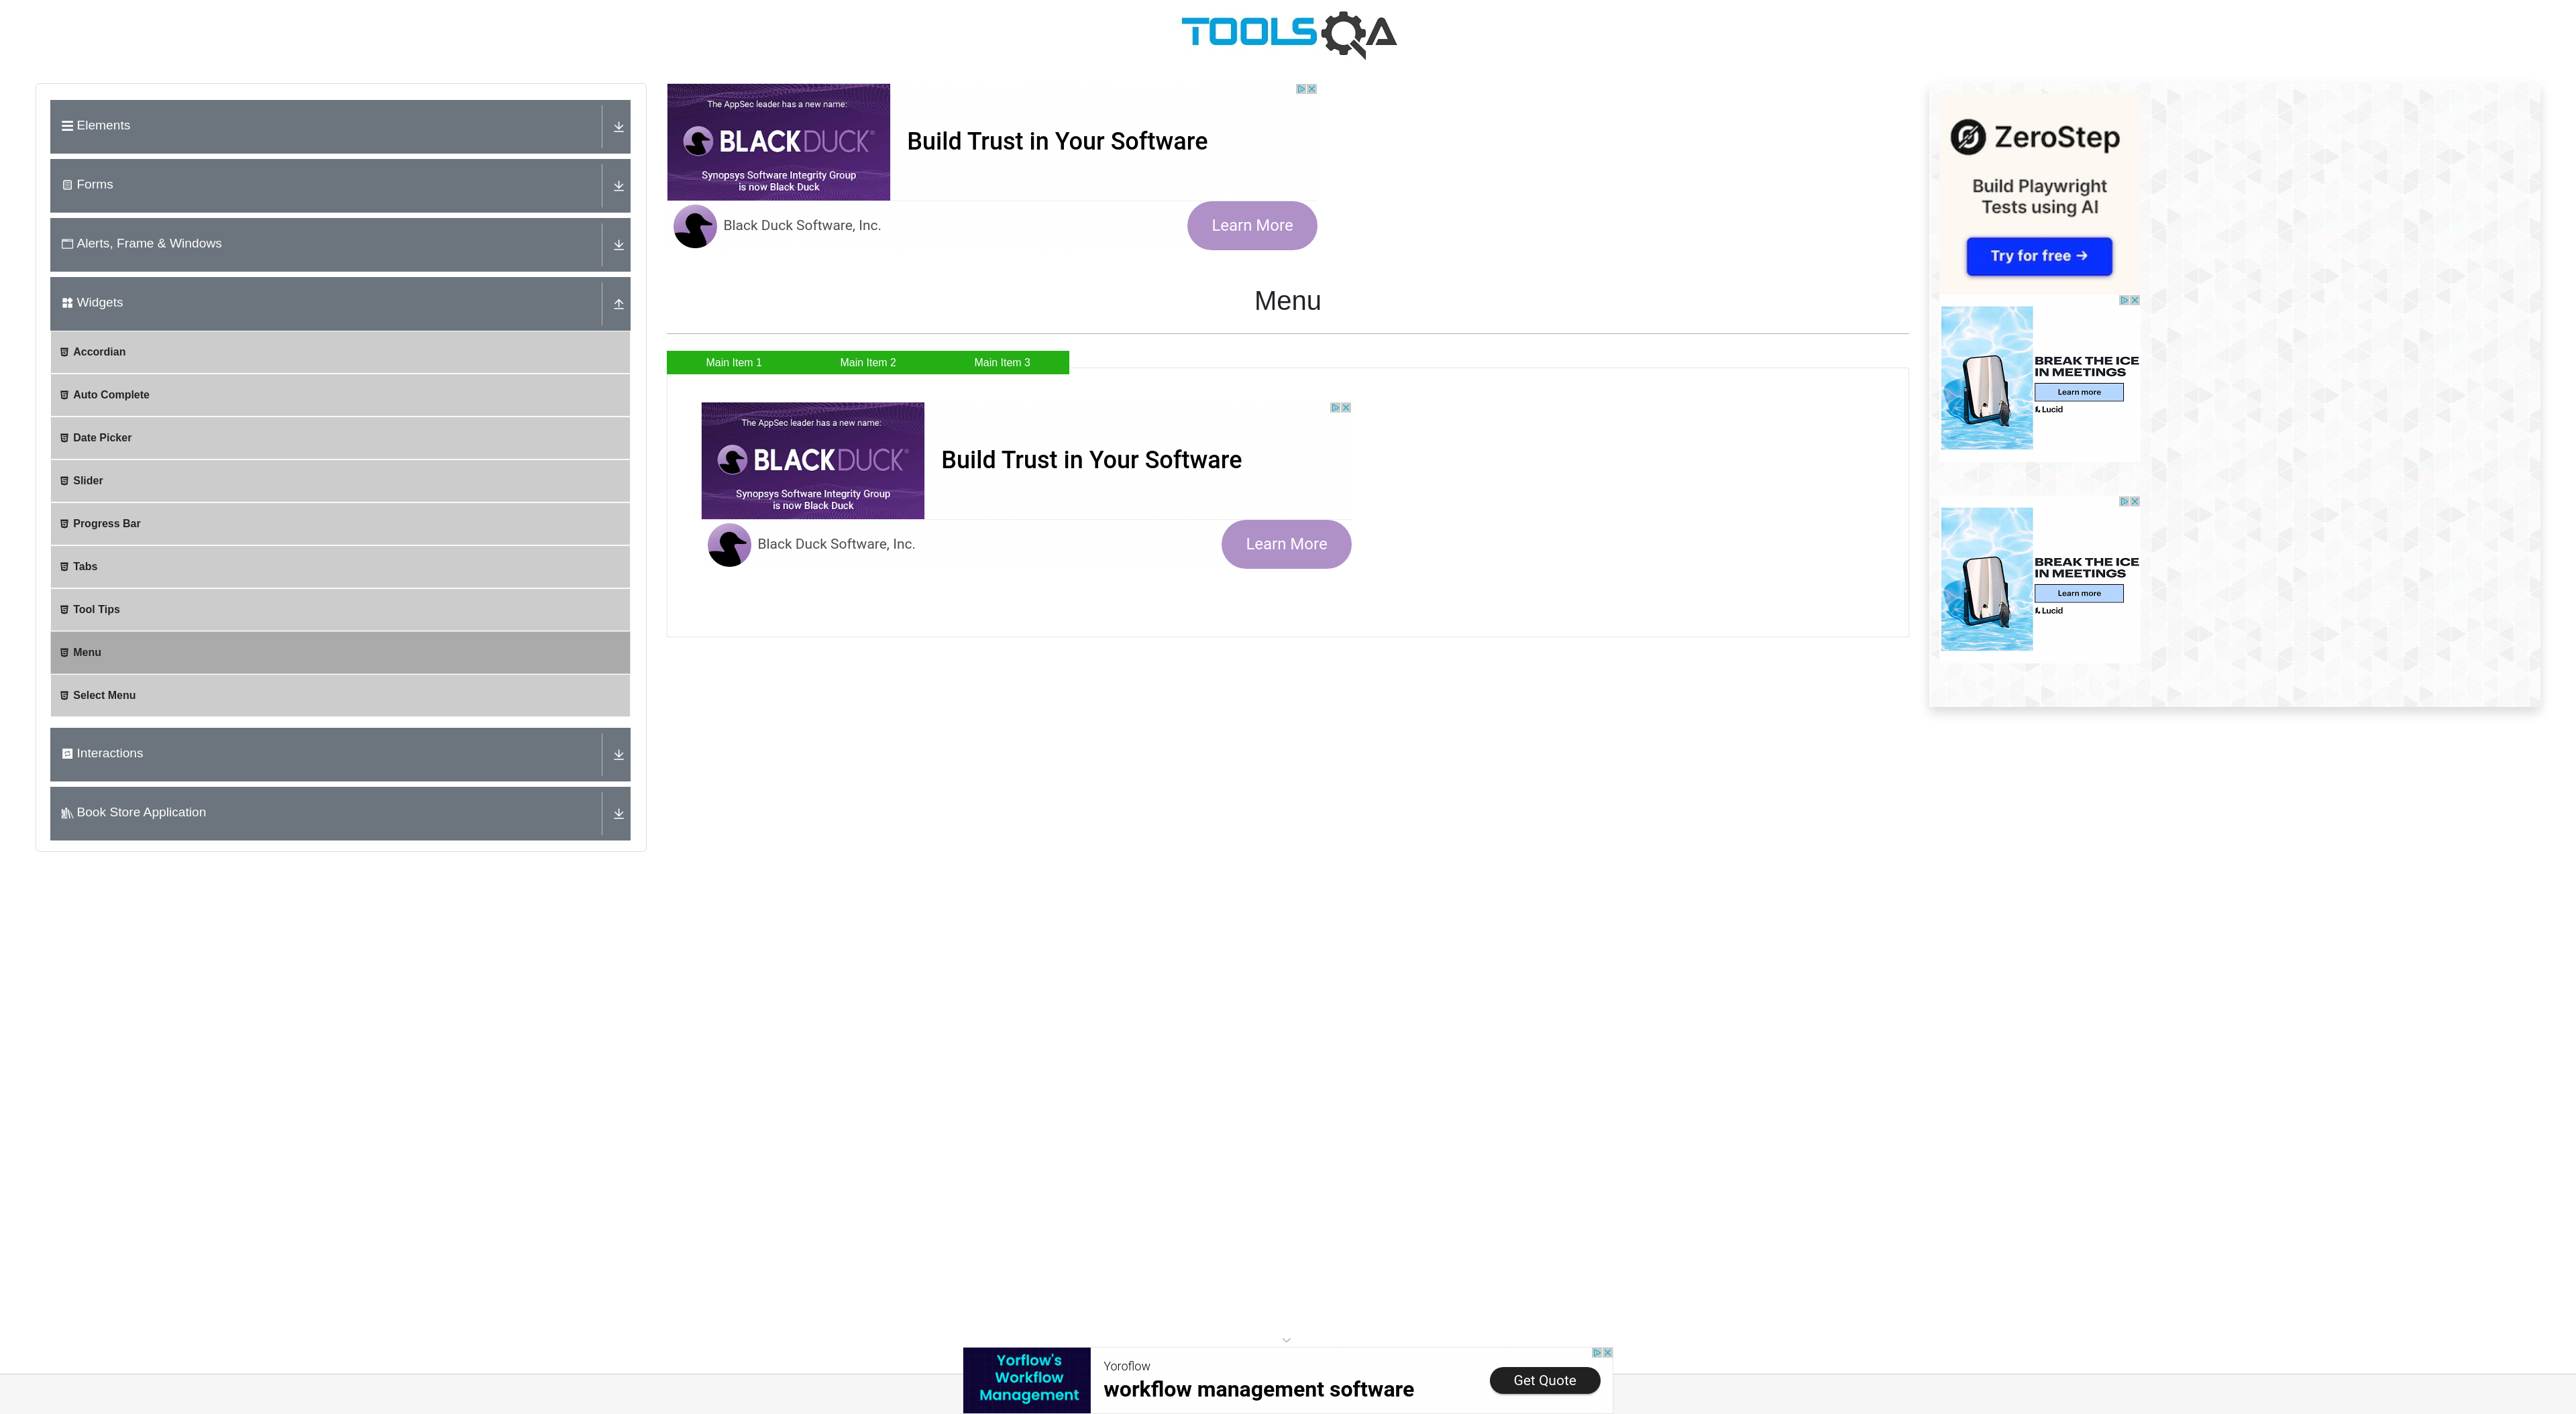 TOOLSQA
Elements
Forms
Alerts, Frame & Windows
Widgets
Accordian
Auto Complete
Date Picker
Slider
Progress Bar
Tabs
Tool Tips
Menu
Select Menu
Interactions
Book Store Application
The AppSec leader has a new name:
BLACKDUCK®
Synopsys Software Integrity Group
is now Black Duck
Build Trust in Your Software
Black Duck Software, Inc.
Learn More
Menu
Main Item 1
Main Item 2
Main Item 3
The AppSec leader has a new name:
BLACKDUCK®
Synopsys Software Integrity Group
is now Black Duck
Build Trust in Your Software
Black Duck Software, Inc.
Learn More
ZeroStep
Build Playwright
Tests using AI
Try for free →
BREAK THE ICE
IN MEETINGS
Learn more
Lucid
BREAK THE ICE
IN MEETINGS
Learn more
Lucid
Yorflow's
Workflow
Management
Yoroflow
workflow management software
Get Quote